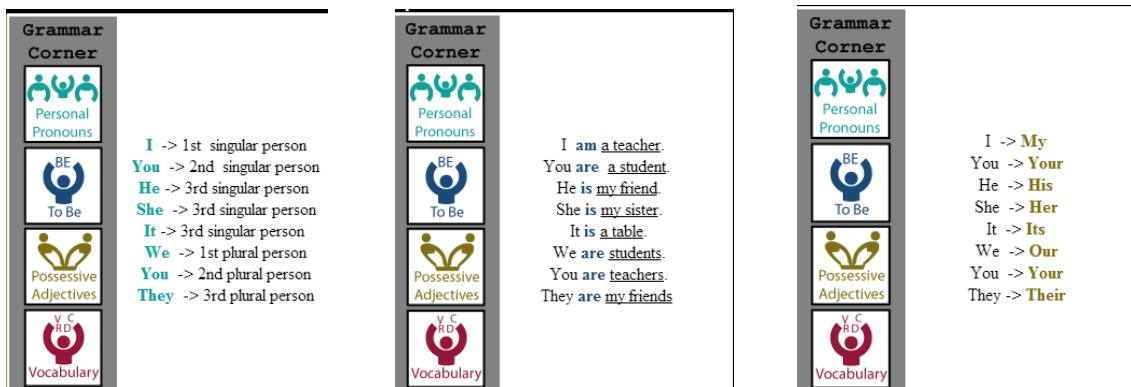 Grammar
Corner
Personal
Pronouns
BE
To Be
Possessive
Adjectives
V C
RD
Vocabulary
I -> 1st singular person
You -> 2nd singular person
He -> 3rd singular person
She -> 3rd singular person
It -> 3rd singular person
We -> 1st plural person
You -> 2nd plural person
They -> 3rd plural person
Grammar
Corner
Personal
Pronouns
BE
To Be
Possessive
Adjectives
V C
RD
Vocabulary
I am a teacher.
You are a student.
He is my friend.
She is my sister.
It is a table.
We are students.
You are teachers.
They are my friends
Grammar
Corner
Personal
Pronouns
BE
To Be
Possessive
Adjectives
V C
RD
Vocabulary
I -> My
You -> Your
He -> His
She -> Her
It -> Its
We -> Our
You -> Your
They -> Their